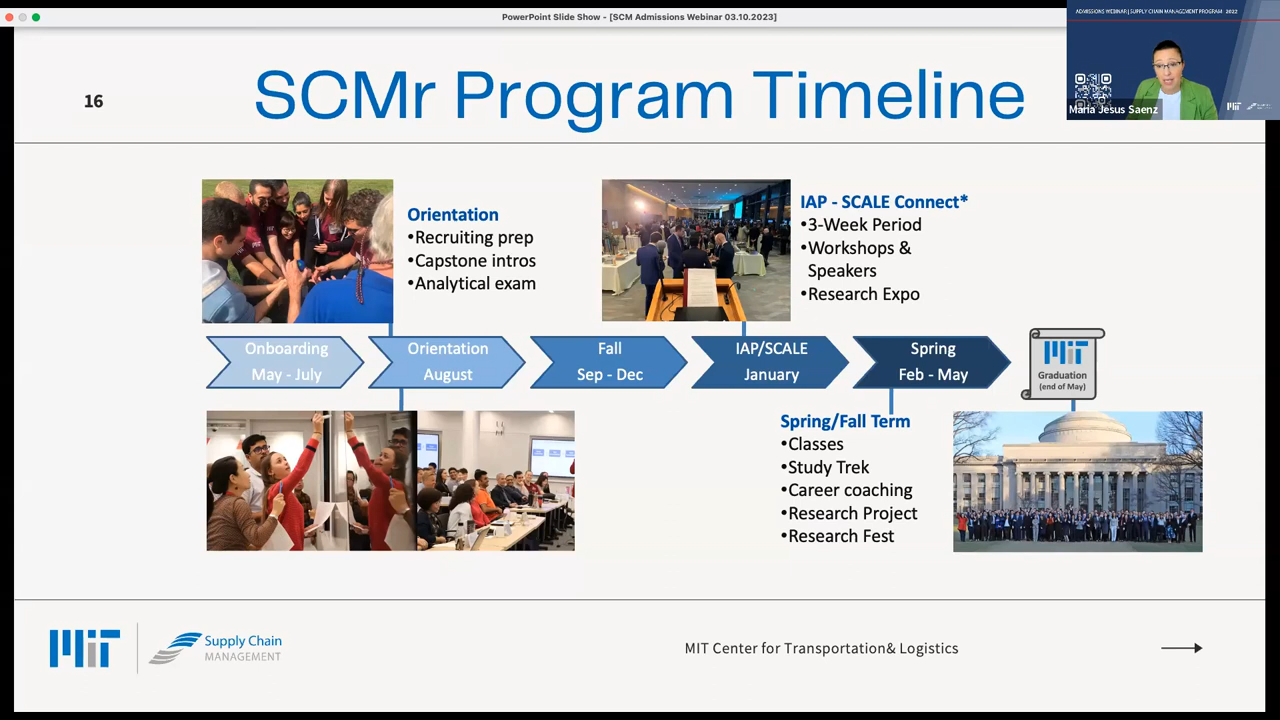 PowerPoint Slide Show - [SCM Admissions Webinar 03.10.2023]
ADMISSIONS WEBINAR | SUPPLY CHAIN MANAGEMENT PROGRAM 2022
Maria Jesus Saenz
MIT
16
SCMr Program Timeline
Orientation
•Recruiting prep
•Capstone intros
•Analytical exam
IAP - SCALE Connect*
•3-Week Period
•Workshops &
Speakers
•Research Expo
Onboarding
May - July
Orientation
August
Fall
Sep - Dec
IAP/SCALE
January
Spring
Feb - May
MIT
Graduation
(end of May)
Spring/Fall Term
•Classes
•Study Trek
•Career coaching
•Research Project
•Research Fest
MIT
Supply Chain
MANAGEMENT
MIT Center for Transportation& Logistics